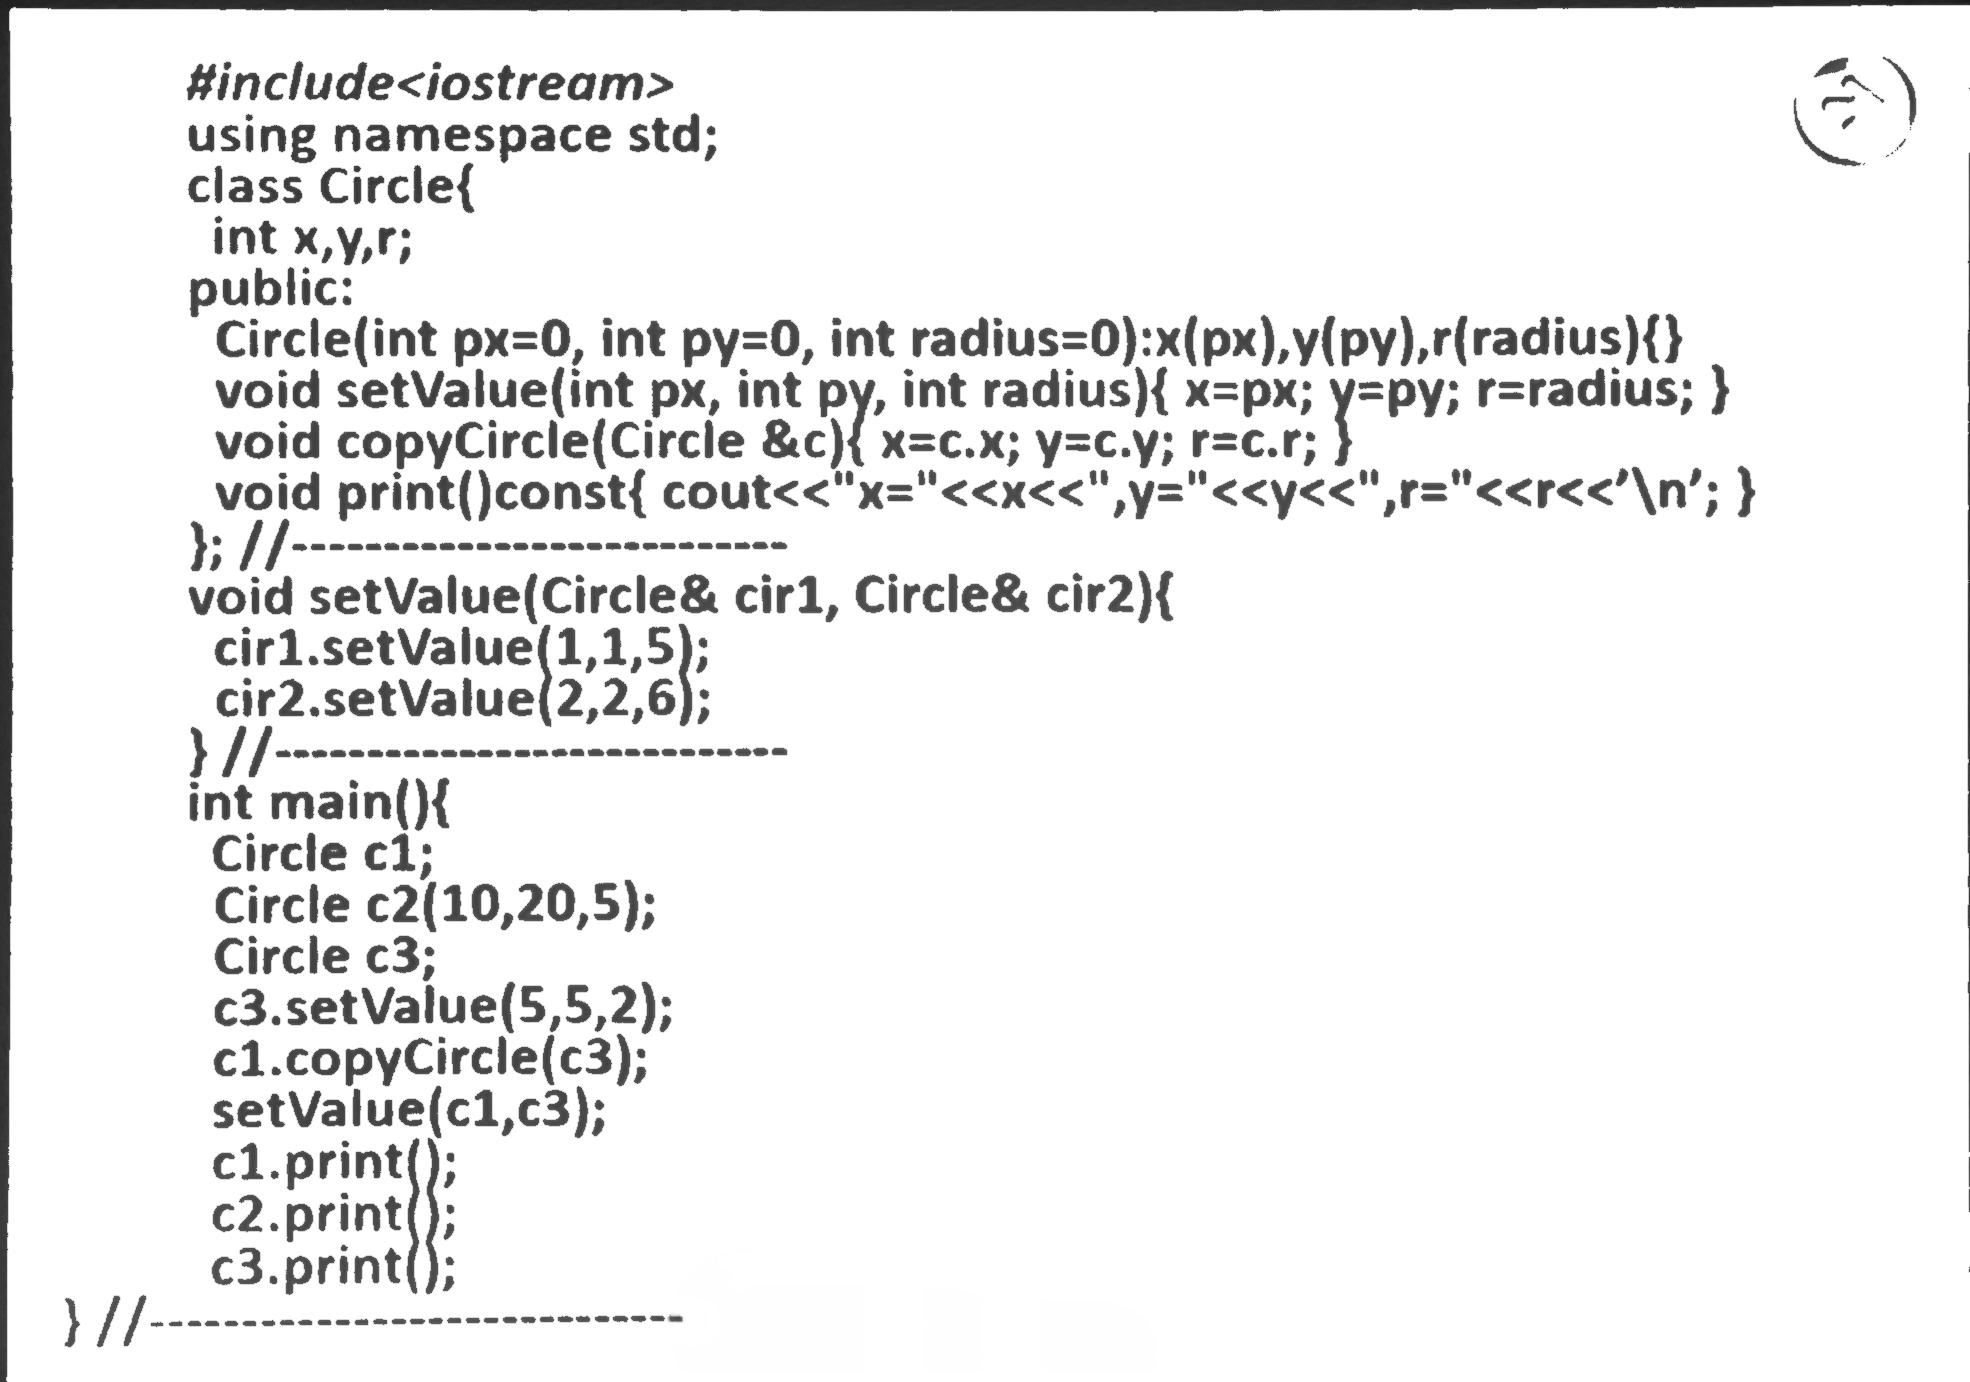 #include<iostream>
using namespace std;
class Circle{
int x,y,r;
public:
Circle(int px=0, int py=0, int radius=0):x(px),y(py),r(radius){}
void setValue(int px, int py, int radius){ x=px; y=py; r=radius; }
void copyCircle(Circle &c){ x=c.x; y=c.y; r=c.r; }
void print()const{ cout<<"x="<<x<<",y="<<y<<",r="<<r<<'\n'; }
}; //---------------------------
void setValue(Circle& cir1, Circle& cir2){
cir1.setValue(1,1,5);
cir2.setValue(2,2,6);
} //----------------------------
int main(){
Circle c1;
Circle c2(10,20,5);
Circle c3;
c3.setValue(5,5,2);
c1.copyCircle(c3);
setValue(c1,c3);
c1.print();
c2.print();
c3.print();
} //-----------------------------